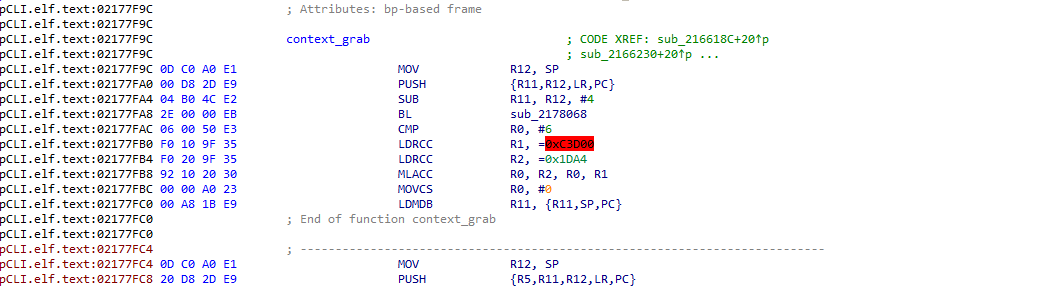 pCLI.elf.text:02177F9C ; Attributes: bp-based frame
pCLI.elf.text:02177F9C
pCLI.elf.text:02177F9C context_grab ; CODE XREF: sub_216618C+20↑p
pCLI.elf.text:02177F9C ; sub_2166230+20↑p ...
pCLI.elf.text:02177F9C 0D C0 A0 E1 MOV R12, SP
pCLI.elf.text:02177FA0 00 D8 2D E9 PUSH {R11,R12,LR,PC}
pCLI.elf.text:02177FA4 04 B0 4C E2 SUB R11, R12, #4
pCLI.elf.text:02177FA8 2E 00 00 EB BL sub_2178068
pCLI.elf.text:02177FAC 06 00 50 E3 CMP R0, #6
pCLI.elf.text:02177FB0 F0 10 9F 35 LDRCC R1, =0xC3D00
pCLI.elf.text:02177FB4 F0 20 9F 35 LDRCC R2, =0x1DA4
pCLI.elf.text:02177FB8 92 10 20 30 MLACC R0, R2, R0, R1
pCLI.elf.text:02177FBC 00 00 A0 23 MOVCS R0, #0
pCLI.elf.text:02177FC0 00 A8 1B E9 LDMDB R11, {R11,SP,PC}
pCLI.elf.text:02177FC0 ; End of function context_grab
pCLI.elf.text:02177FC0
pCLI.elf.text:02177FC4 ; ---------------------------------------------------------------------------
pCLI.elf.text:02177FC4 0D C0 A0 E1 MOV R12, SP
pCLI.elf.text:02177FC8 20 D8 2D E9 PUSH {R5,R11,R12,LR,PC}